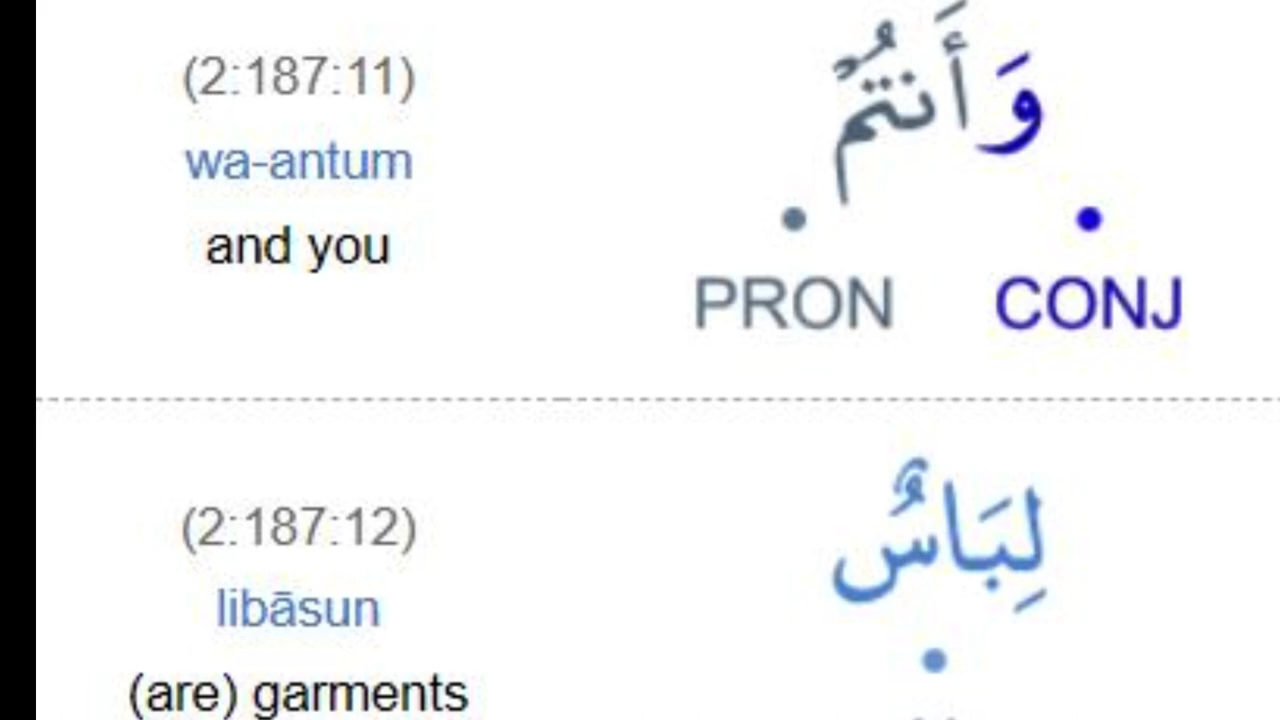 (2:187:11)
wa-antum
and you
وَأَنتُمْ
PRON CONJ
(2:187:12)
libāsun
(are) garments
لِبَاسٌ